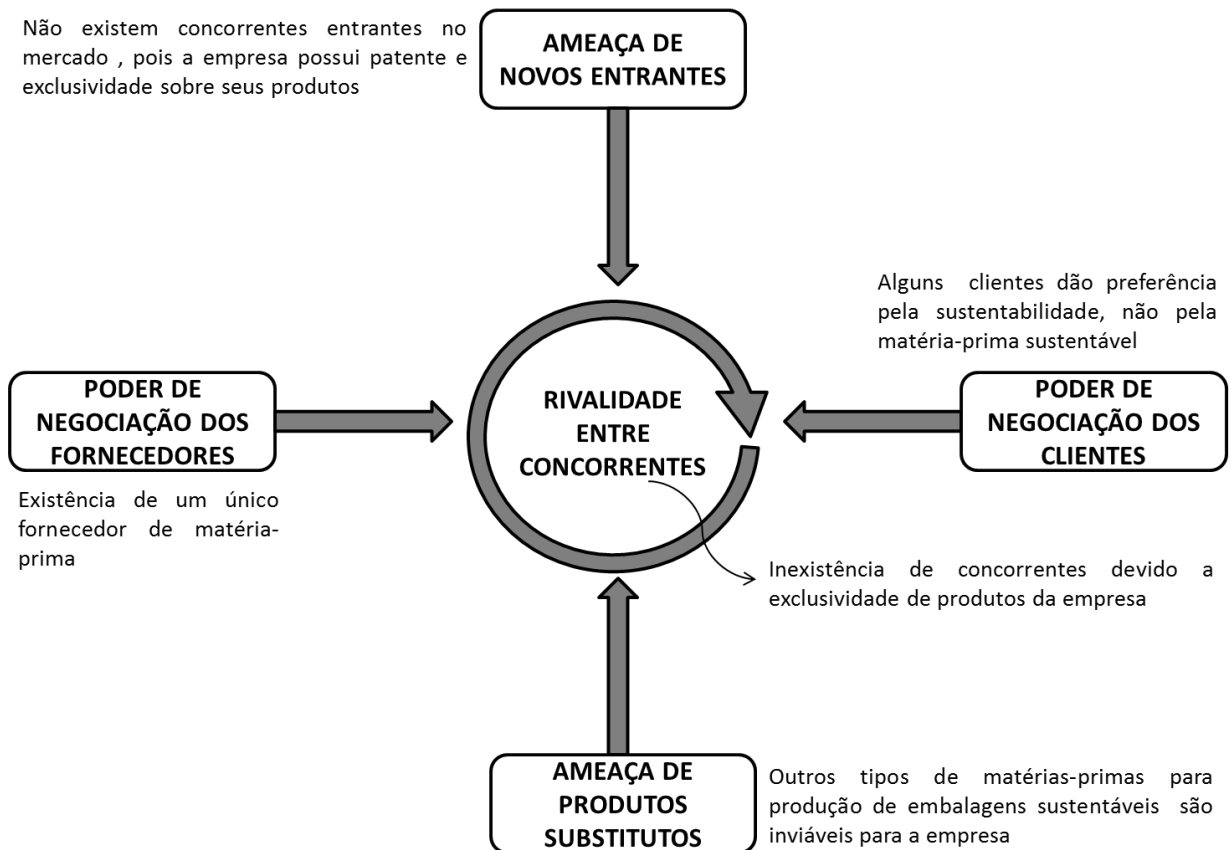 Não existem concorrentes entrantes no
mercado , pois a empresa possui patente e
exclusividade sobre seus produtos
AMEAÇA DE
NOVOS ENTRANTES
Alguns clientes dão preferência
pela sustentabilidade, não pela
matéria-prima sustentável
PODER DE
NEGOCIAÇÃO DOS
FORNECEDORES
RIVALIDADE
ENTRE
CONCORRENTES
PODER DE
NEGOCIAÇÃO DOS
CLIENTES
Existência de um único
fornecedor de matéria-
prima
Inexistência de concorrentes devido a
exclusividade de produtos da empresa
AMEAÇA DE
PRODUTOS
SUBSTITUTOS
Outros tipos de matérias-primas para
produção de embalagens sustentáveis são
inviáveis para a empresa